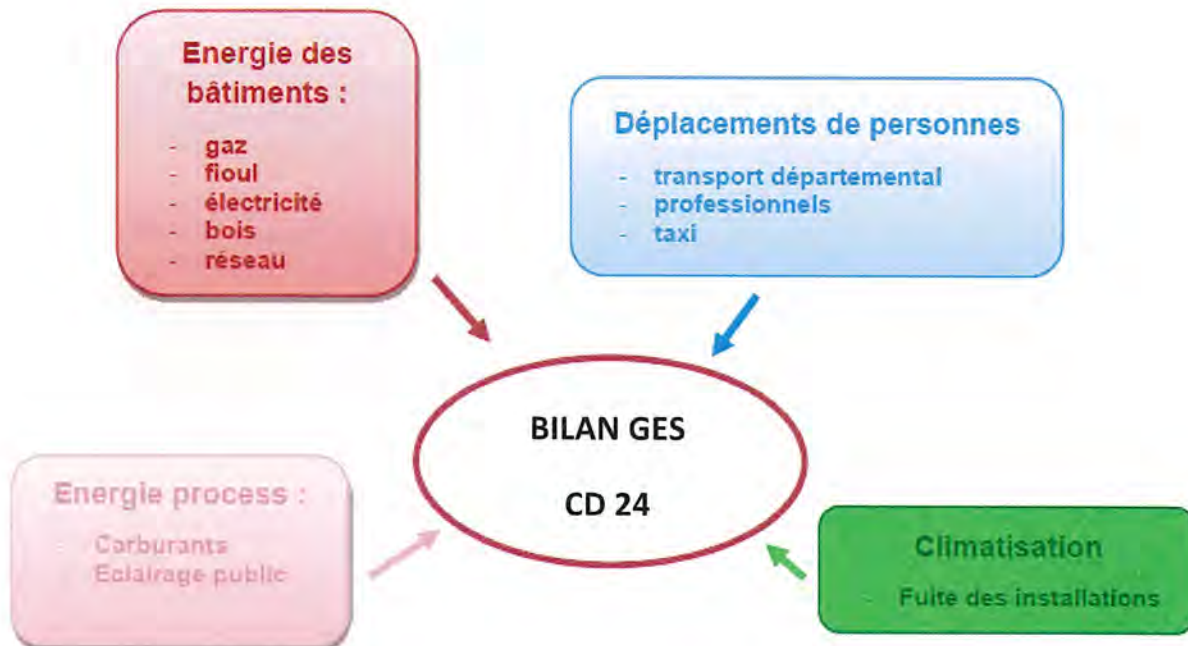 Energie des
bâtiments :
- gaz
- fioul
- électricité
- bois
- réseau
Déplacements de personnes
- transport départemental
- professionnels
- taxi
BILAN GES
CD 24
Energie process :
- Carburants
- Eclairage public
Climatisation
- Fuite des installations